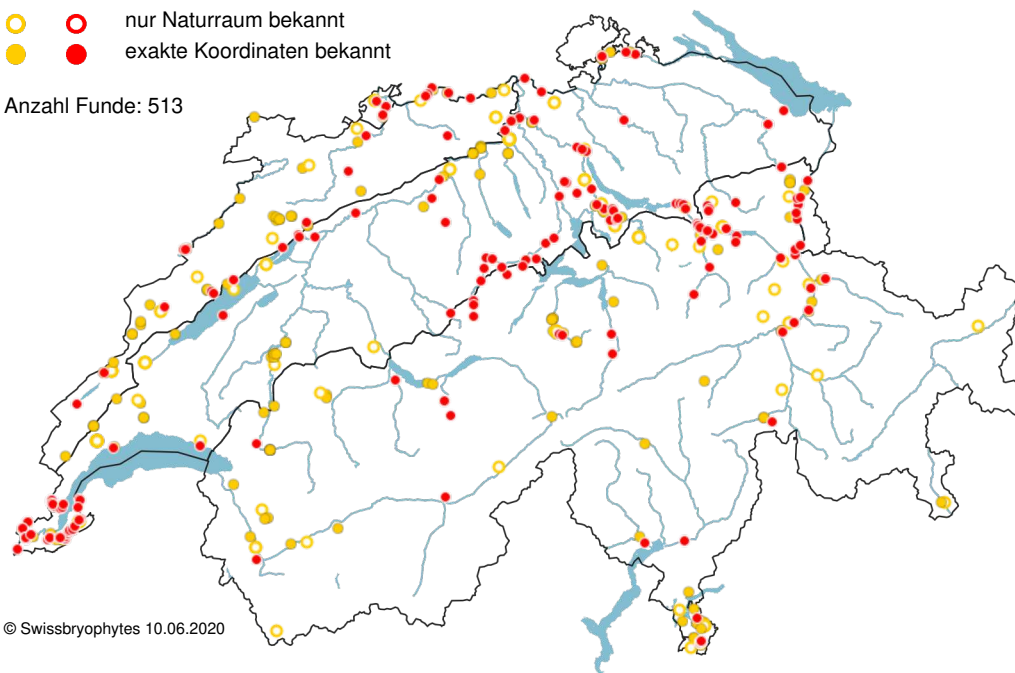 nur Naturraum bekannt
exakte Koordinaten bekannt
Anzahl Funde: 513
© Swissbryophytes 10.06.2020